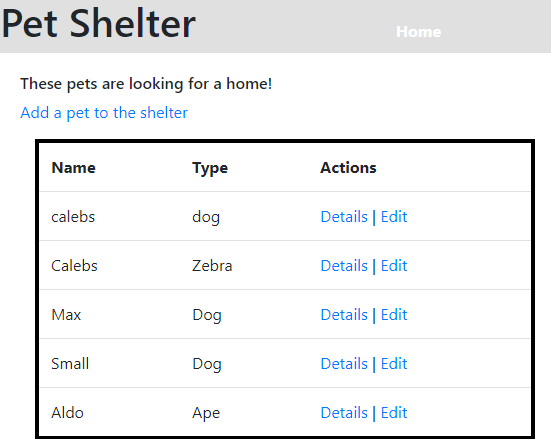 Pet Shelter
Home
These pets are looking for a home!
Add a pet to the shelter
Name Type Actions
calebs dog Details | Edit
Calebs Zebra Details | Edit
Max Dog Details | Edit
Small Dog Details | Edit
Aldo Ape Details | Edit